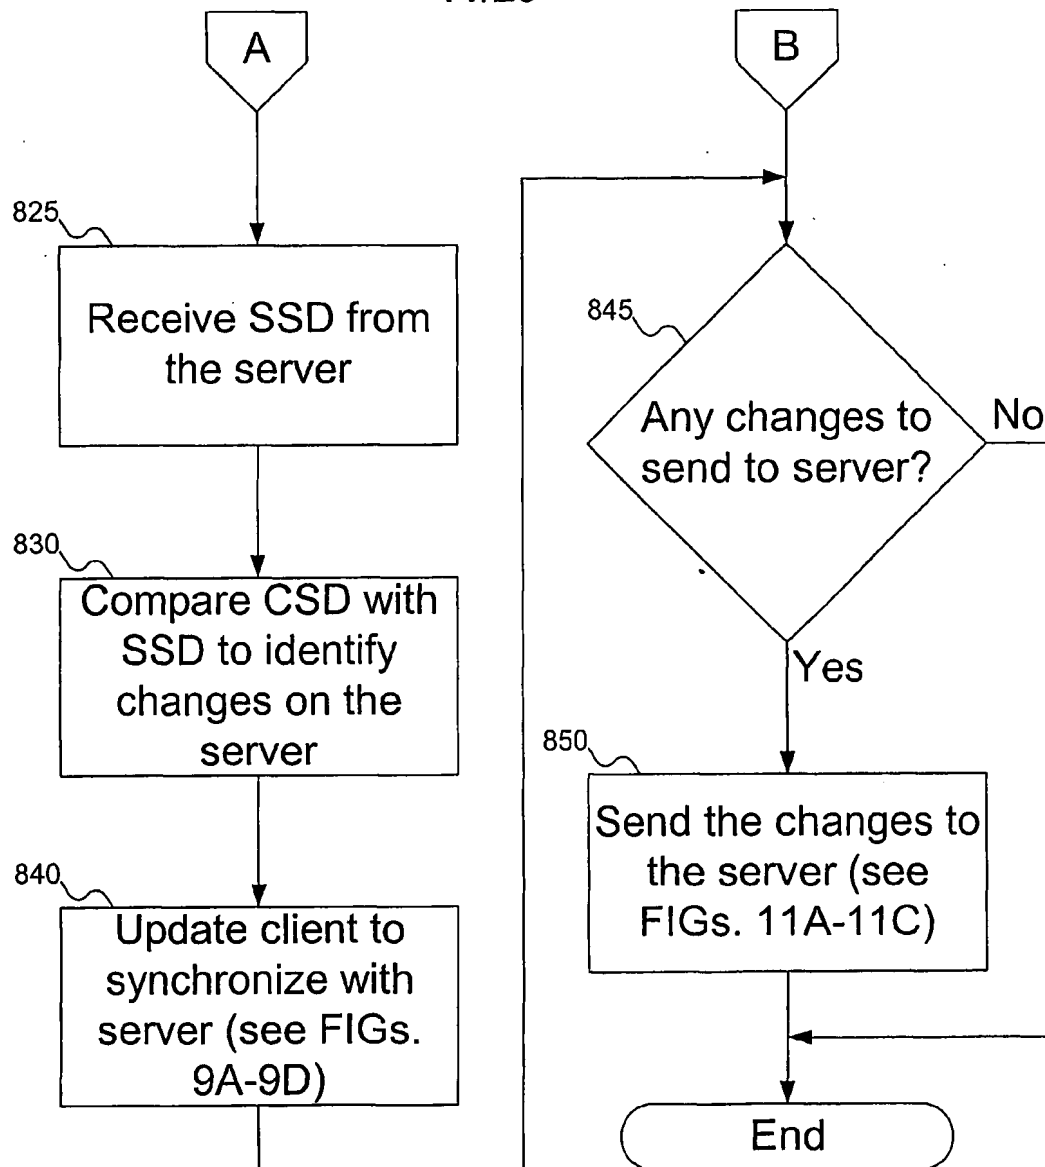 A
825
Receive SSD from
the server
830
Compare CSD with
SSD to identify
changes on the
server
840
Update client to
synchronize with
server (see FIGs.
9A-9D)
B
845
Any changes to
send to server?
No
Yes
850
Send the changes to
the server (see
FIGs. 11A-11C)
End